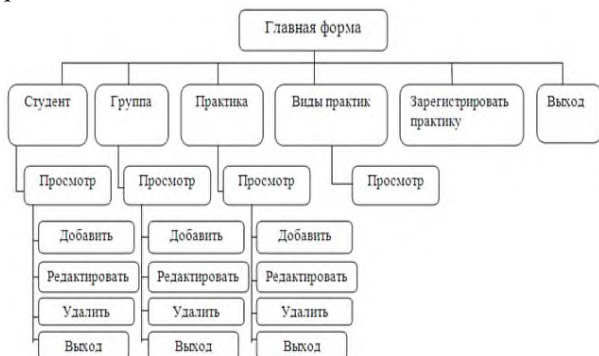 Главная форма
Студент
Группа
Практика
Виды практик
Зарегистрировать
практику
Выход
Просмотр
Просмотр
Просмотр
Просмотр
Добавить
Добавить
Добавить
Редактировать
Редактировать
Редактировать
Удалить
Удалить
Удалить
Выход
Выход
Выход